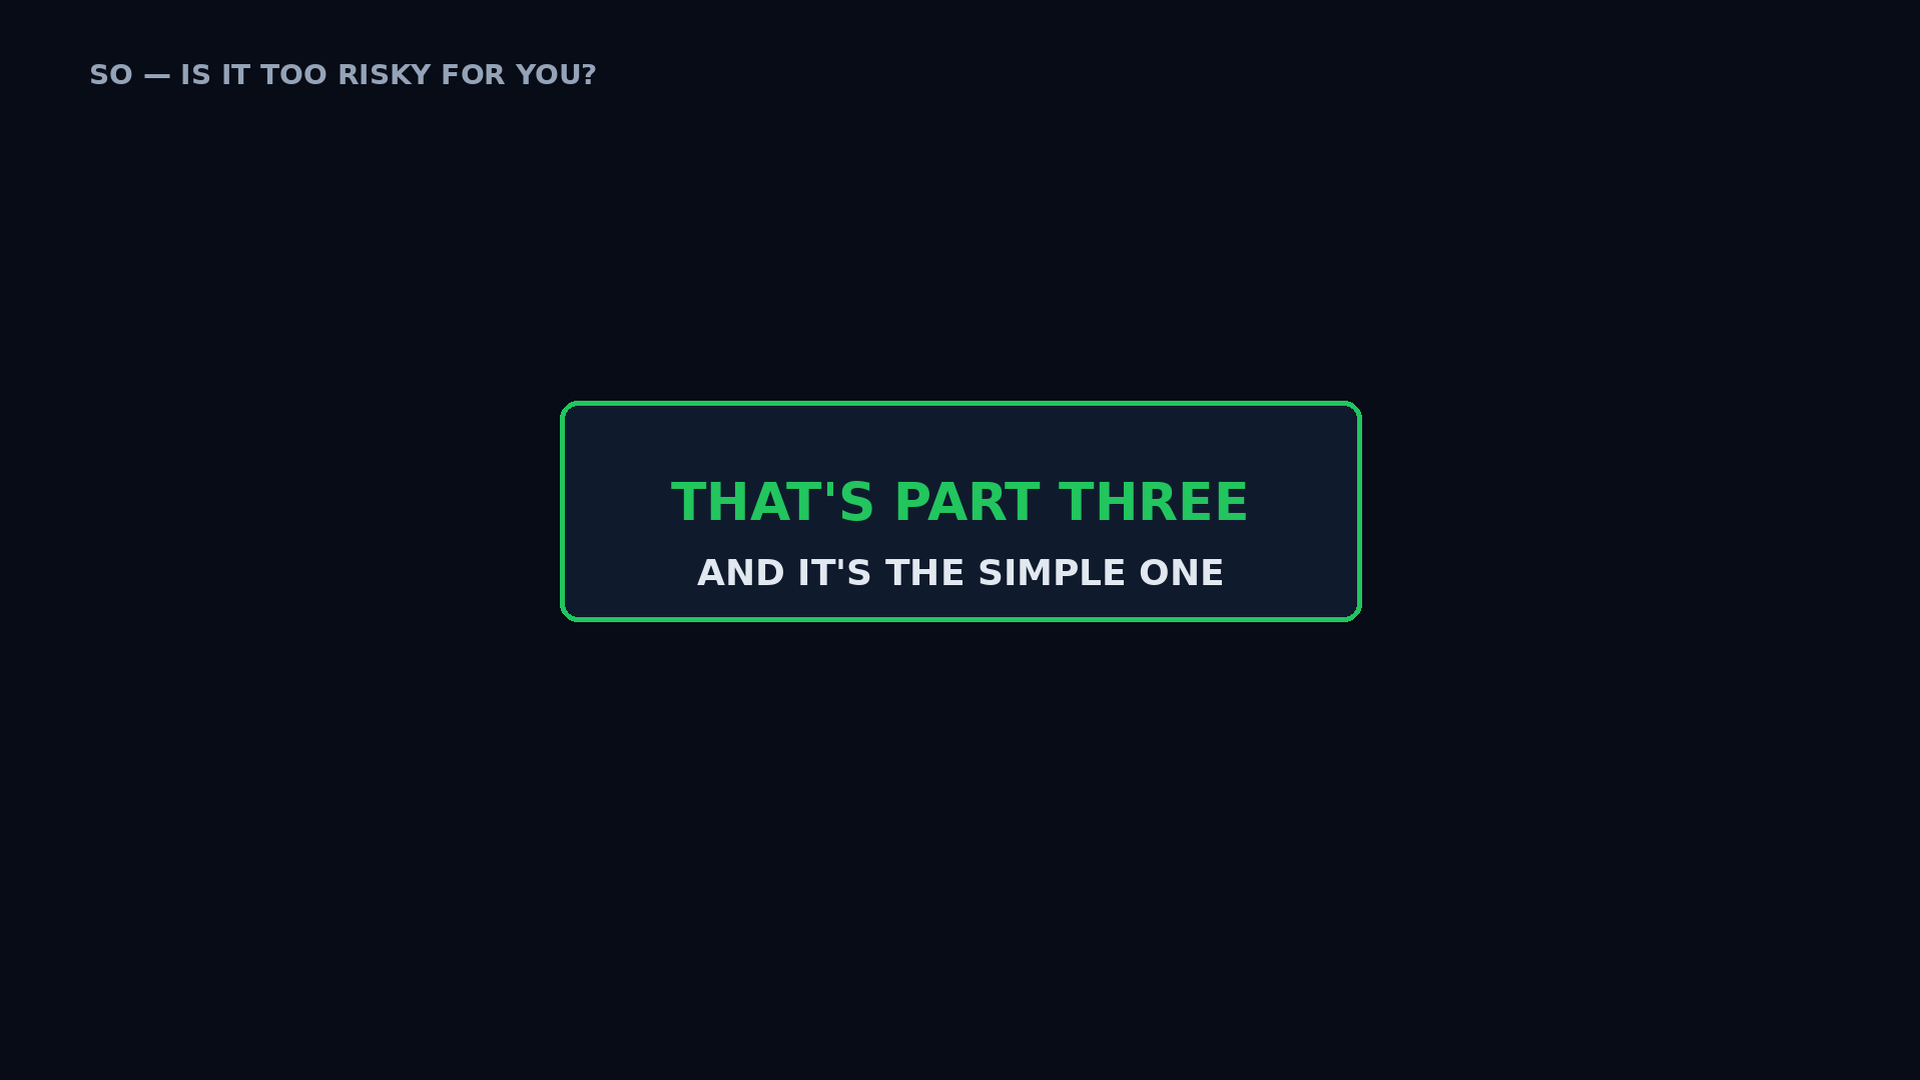 SO — IS IT TOO RISKY FOR YOU?
THAT'S PART THREE
AND IT'S THE SIMPLE ONE